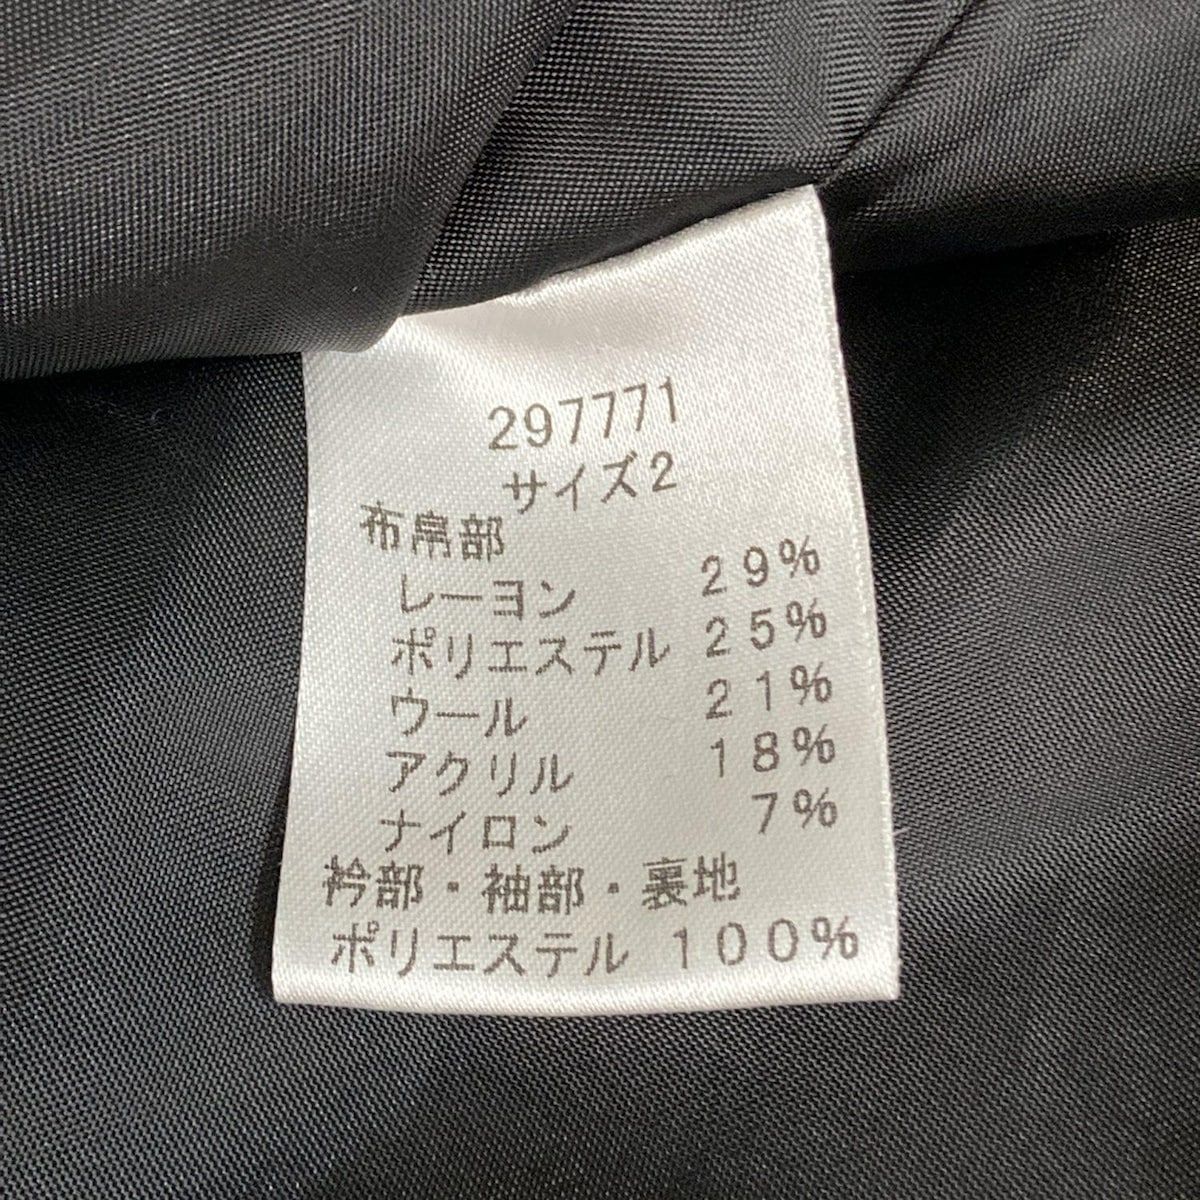 297771
サイズ2
布帛部
レーヨン 29%
ポリエステル 25%
ウール 21%
アクリル 18%
ナイロン 7%
衿部・袖部・裏地
ポリエステル 100%